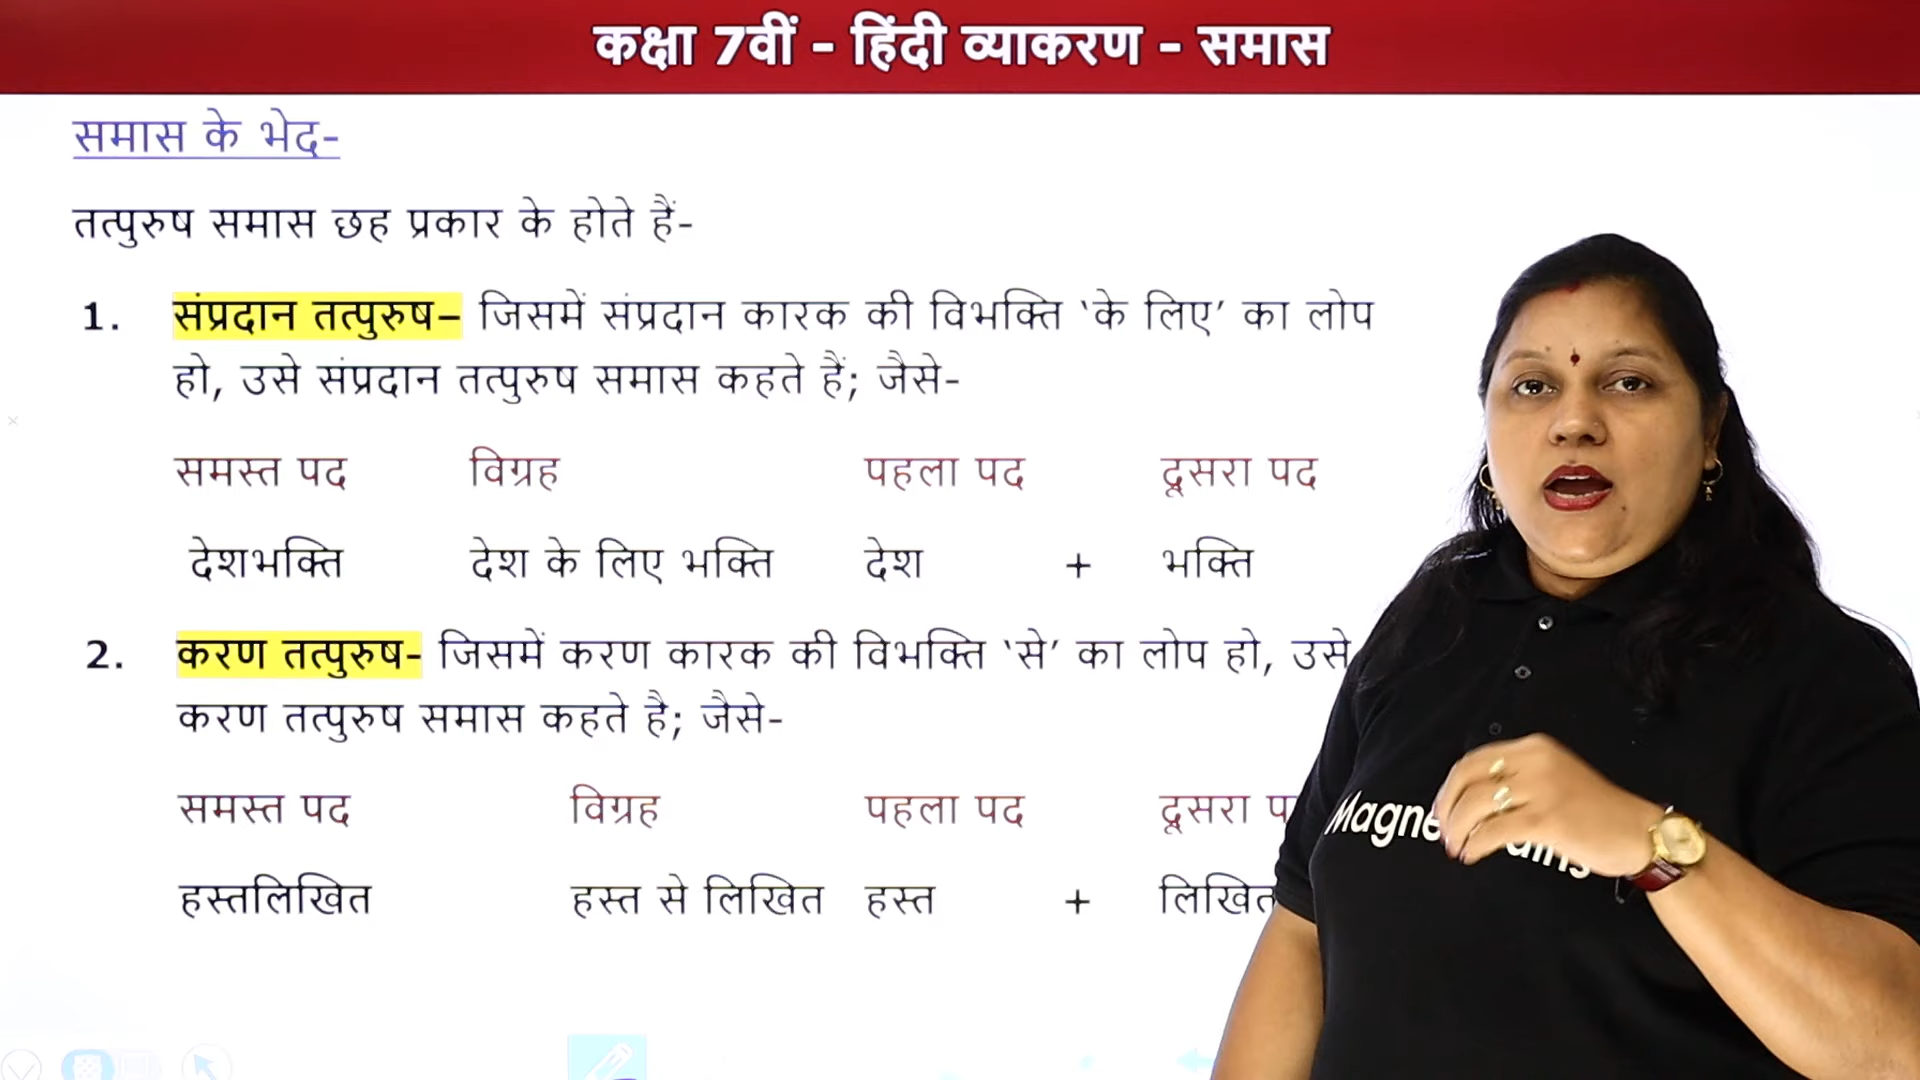 कक्षा 7वीं - हिंदी व्याकरण - समास
समास के भेद-
तत्पुरुष समास छह प्रकार के होते हैं-
1. संप्रदान तत्पुरुष– जिसमें संप्रदान कारक की विभक्ति ‘के लिए’ का लोप
हो, उसे संप्रदान तत्पुरुष समास कहते हैं; जैसे-
समस्त पद विग्रह पहला पद दूसरा पद
देशभक्ति देश के लिए भक्ति देश + भक्ति
2. करण तत्पुरुष- जिसमें करण कारक की विभक्ति ‘से’ का लोप हो, उसे
करण तत्पुरुष समास कहते है; जैसे-
समस्त पद विग्रह पहला पद दूसरा
हस्तलिखित हस्त से लिखित हस्त + लिखित